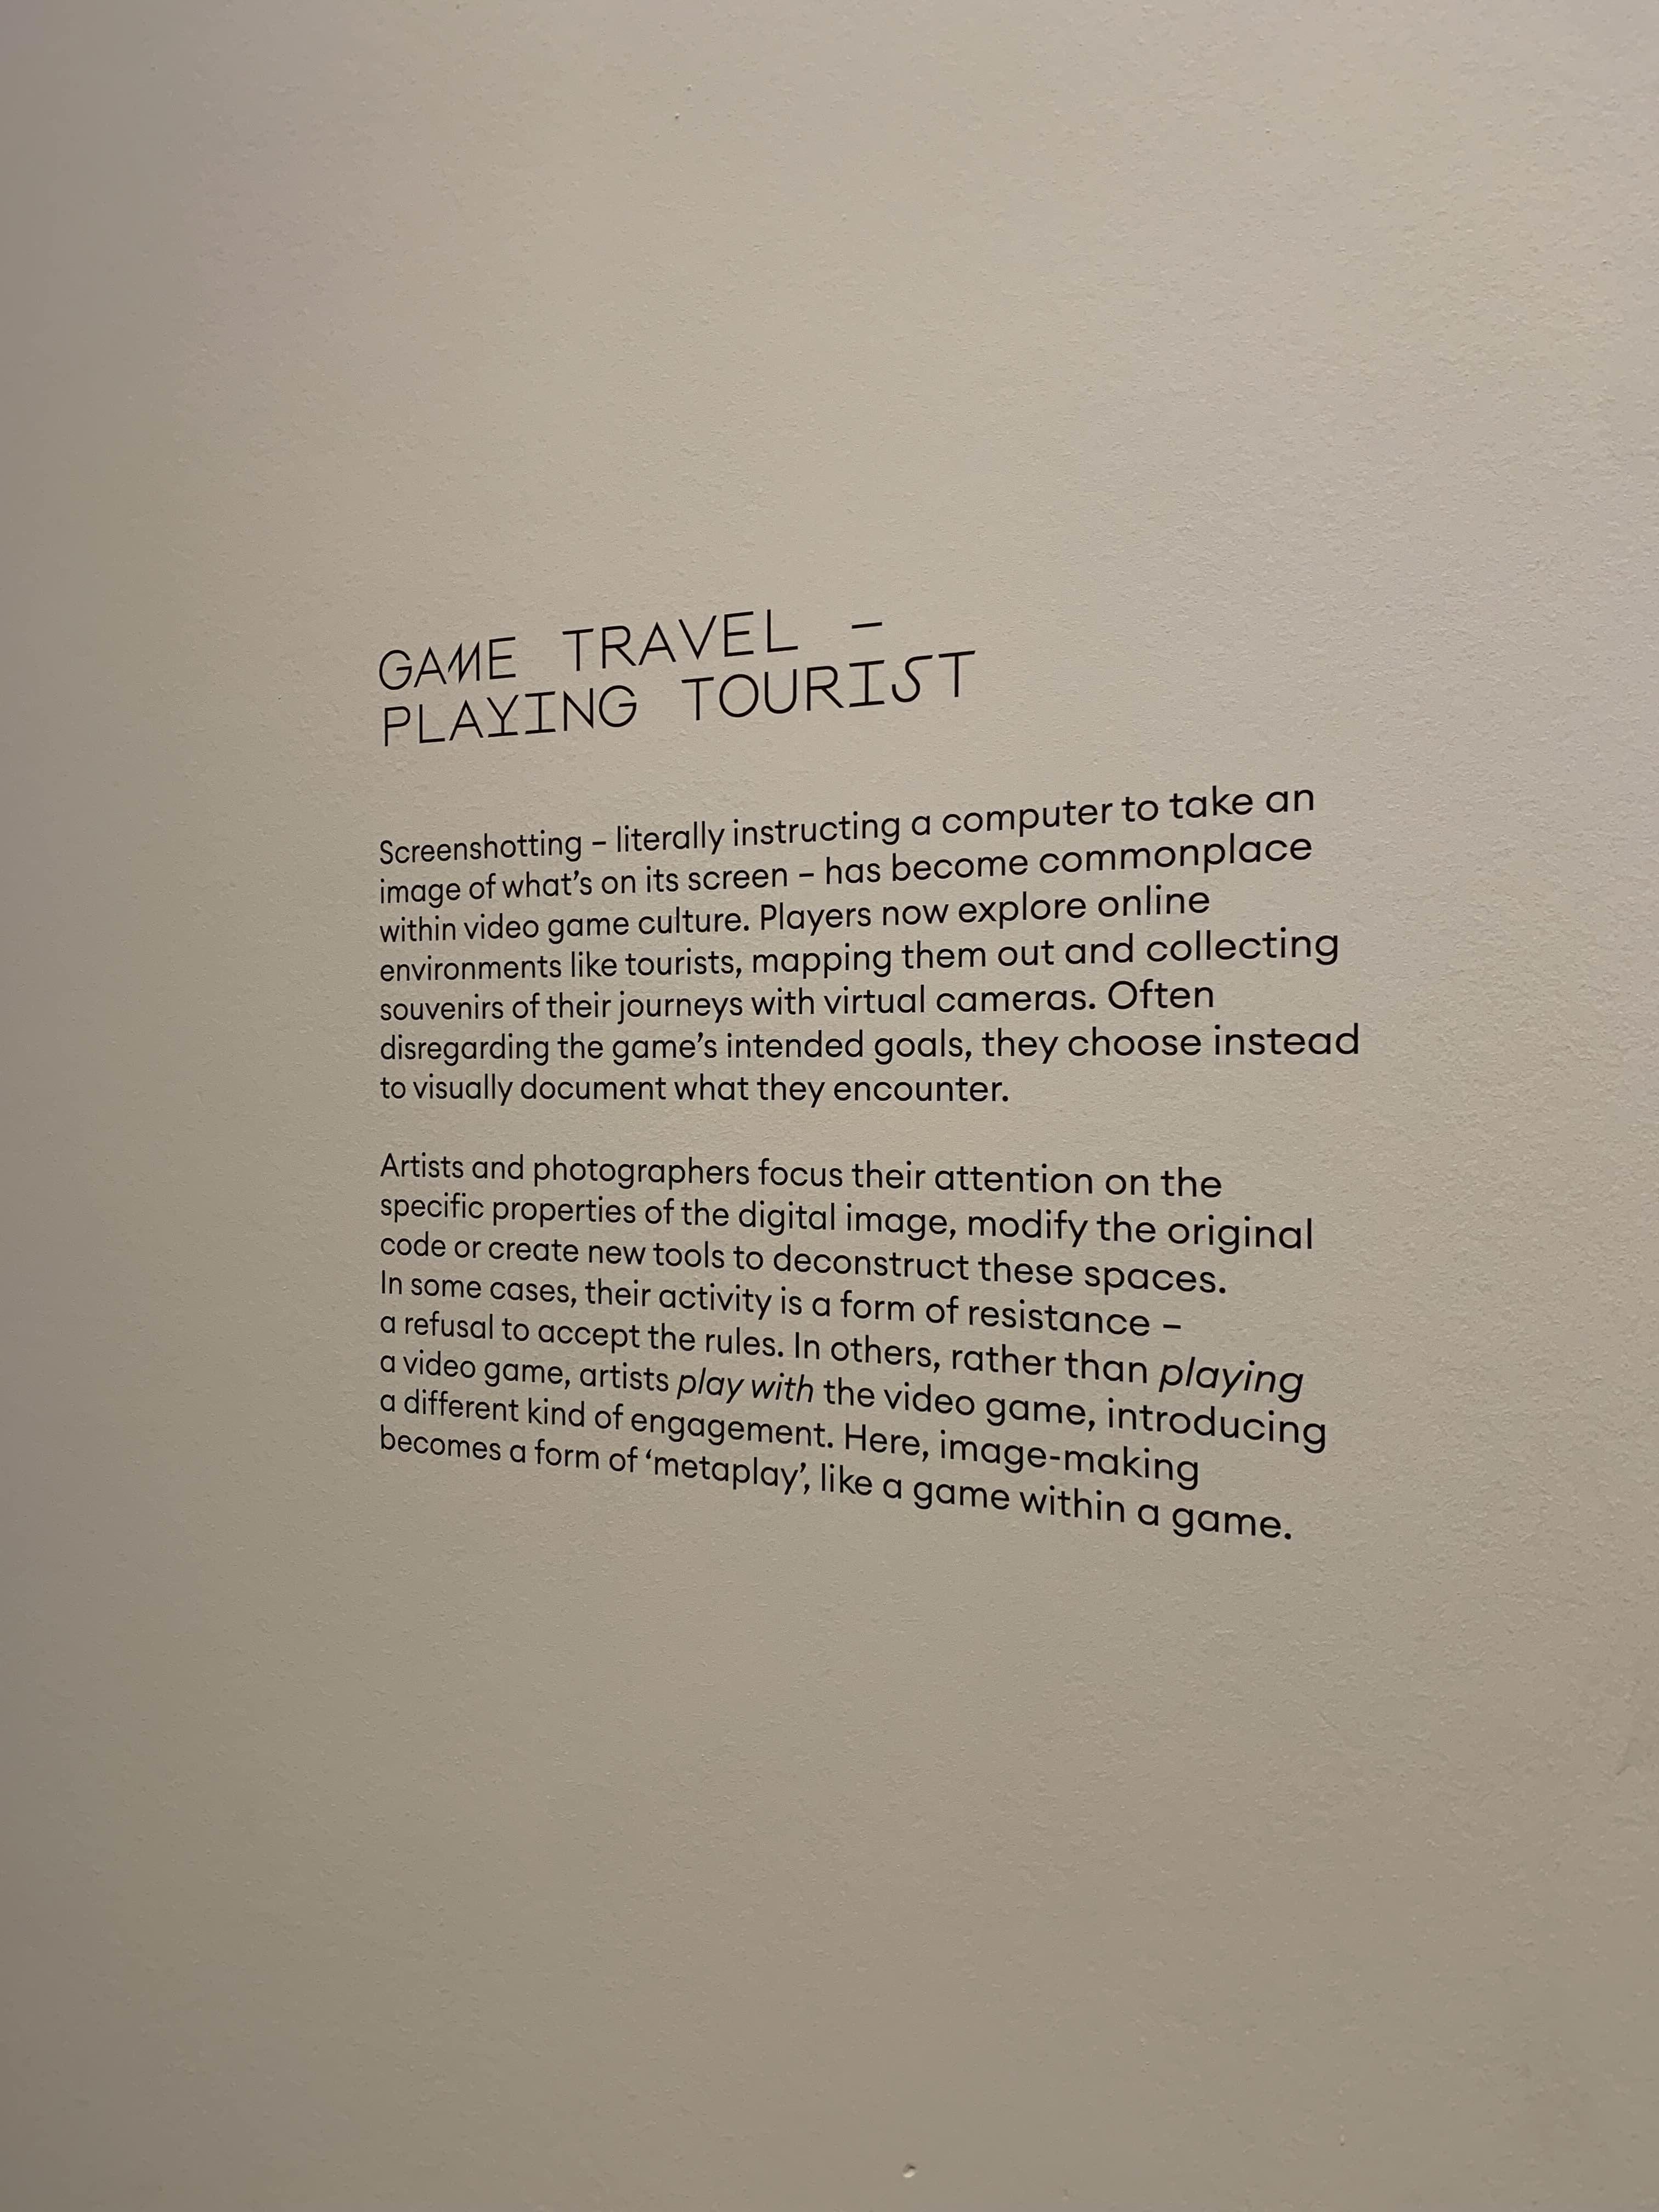 GAME TRAVEL –
PLAYING TOURIST
Screenshotting – literally instructing a computer to take an
image of what’s on its screen – has become commonplace
within video game culture. Players now explore online
environments like tourists, mapping them out and collecting
souvenirs of their journeys with virtual cameras. Often
disregarding the game’s intended goals, they choose instead
to visually document what they encounter.
Artists and photographers focus their attention on the
specific properties of the digital image, modify the original
code or create new tools to deconstruct these spaces.
In some cases, their activity is a form of resistance –
a refusal to accept the rules. In others, rather than playing
a video game, artists play with the video game, introducing
a different kind of engagement. Here, image-making
becomes a form of ‘metaplay’, like a game within a game.